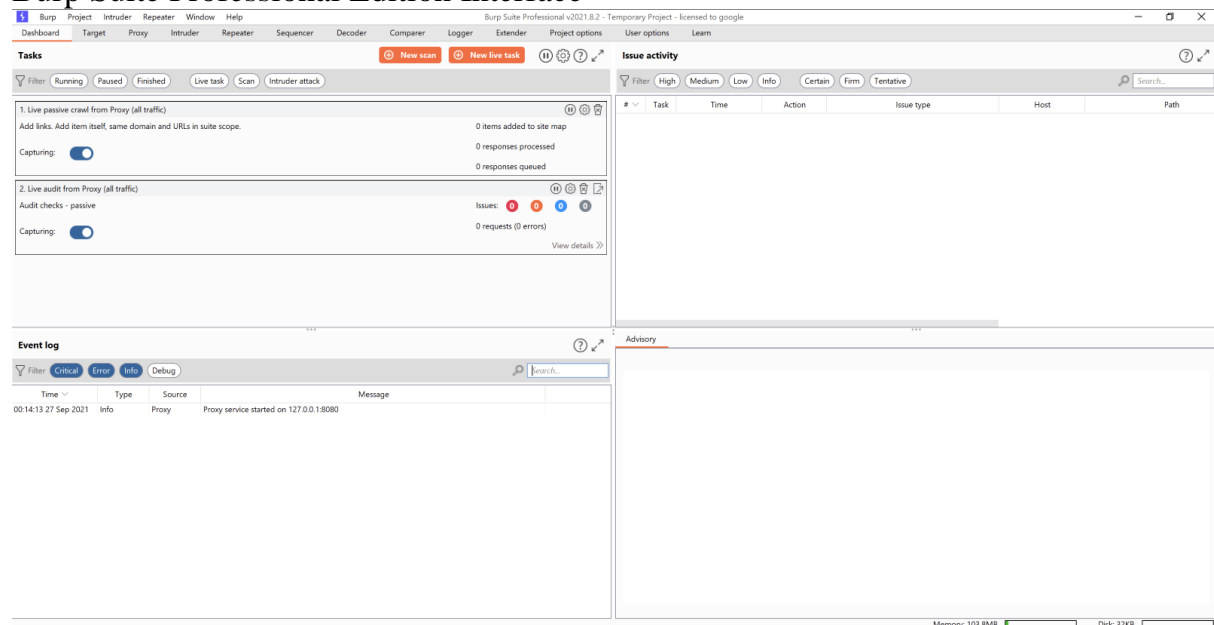 Burp Suite Professional Edition Interface
Burp Project Intruder Repeater Window Help Burp Suite Professional v2021.8.2 - Temporary Project - licensed to google
Dashboard Target Proxy Intruder Repeater Sequencer Decoder Comparer Logger Extender Project options User options Learn
Tasks New scan New live task
Filter Running Paused Finished Live task Scan Intruder attack
1. Live passive crawl from Proxy (all traffic)
Add links. Add item itself, same domain and URLs in suite scope. 0 items added to site map
Capturing: 0 responses processed
0 responses queued
2. Live audit from Proxy (all traffic)
Audit checks - passive Issues: 0 0 0 0
Capturing: 0 requests (0 errors)
View details
Issue activity
Filter High Medium Low Info Certain Firm Tentative Search...
# Task Time Action Issue type Host Path
Event log
Filter Critical Error Info Debug Search...
Time Type Source Message
00:14:13 27 Sep 2021 Info Proxy Proxy service started on 127.0.0.1:8080
Advisory
Memory: 103.8MB Disk: 32KB